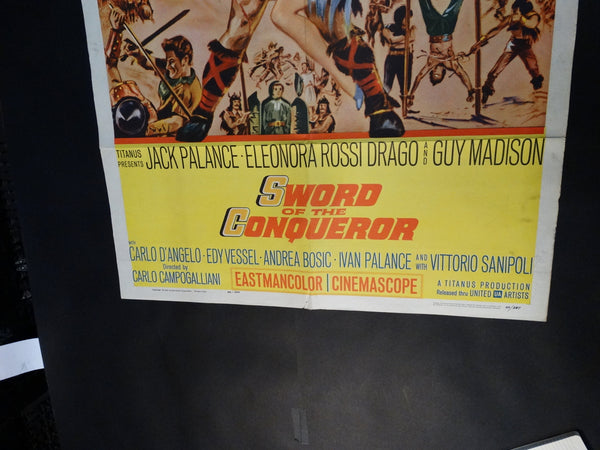 TITANUS PRESENTS JACK PALANCE · ELEONORA ROSSI DRAGO AND GUY MADISON
SWORD
OF THE
CONQUEROR
WITH CARLO D'ANGELO · EDY VESSEL · ANDREA BOSIC · IVAN PALANCE AND WITH VITTORIO SANIPOLI
Directed by
CARLO CAMPOGALLIANI
EASTMANCOLOR CINEMASCOPE
A TITANUS PRODUCTION
Released thru UNITED UA ARTISTS